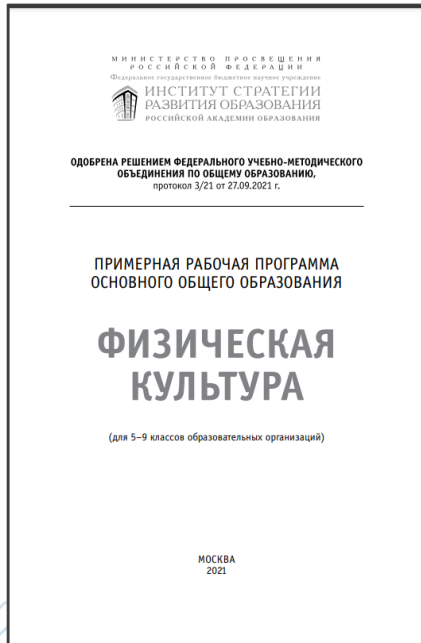 МИНИСТЕРСТВО ПРОСВЕЩЕНИЯ
РОССИЙСКОЙ ФЕДЕРАЦИИ
Федеральное государственное бюджетное научное учреждение
ИНСТИТУТ СТРАТЕГИИ
РАЗВИТИЯ ОБРАЗОВАНИЯ
РОССИЙСКОЙ АКАДЕМИИ ОБРАЗОВАНИЯ
ОДОБРЕНА РЕШЕНИЕМ ФЕДЕРАЛЬНОГО УЧЕБНО-МЕТОДИЧЕСКОГО
ОБЪЕДИНЕНИЯ ПО ОБЩЕМУ ОБРАЗОВАНИЮ,
протокол 3/21 от 27.09.2021 г.
ПРИМЕРНАЯ РАБОЧАЯ ПРОГРАММА
ОСНОВНОГО ОБЩЕГО ОБРАЗОВАНИЯ
ФИЗИЧЕСКАЯ
КУЛЬТУРА
(для 5–9 классов образовательных организаций)
МОСКВА
2021